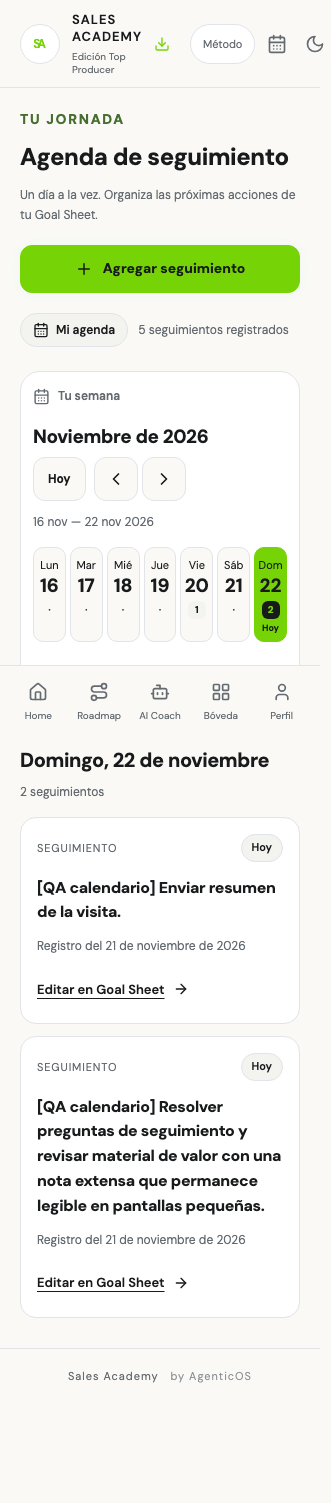 SA
SALES
ACADEMY
Edición Top
Producer
Método
TU JORNADA
Agenda de seguimiento
Un día a la vez. Organiza las próximas acciones de
tu Goal Sheet.
+ Agregar seguimiento
Mi agenda 5 seguimientos registrados
Tu semana
Noviembre de 2026
Hoy
16 nov — 22 nov 2026
Lun Mar Mié Jue Vie Sáb Dom
16 17 18 19 20 21 22
· · · · 1 · 2
Hoy
Home Roadmap AI Coach Bóveda Perfil
Domingo, 22 de noviembre
2 seguimientos
SEGUIMIENTO Hoy
[QA calendario] Enviar resumen
de la visita.
Registro del 21 de noviembre de 2026
Editar en Goal Sheet →
SEGUIMIENTO Hoy
[QA calendario] Resolver
preguntas de seguimiento y
revisar material de valor con una
nota extensa que permanece
legible en pantallas pequeñas.
Registro del 21 de noviembre de 2026
Editar en Goal Sheet →
Sales Academy by AgenticOS